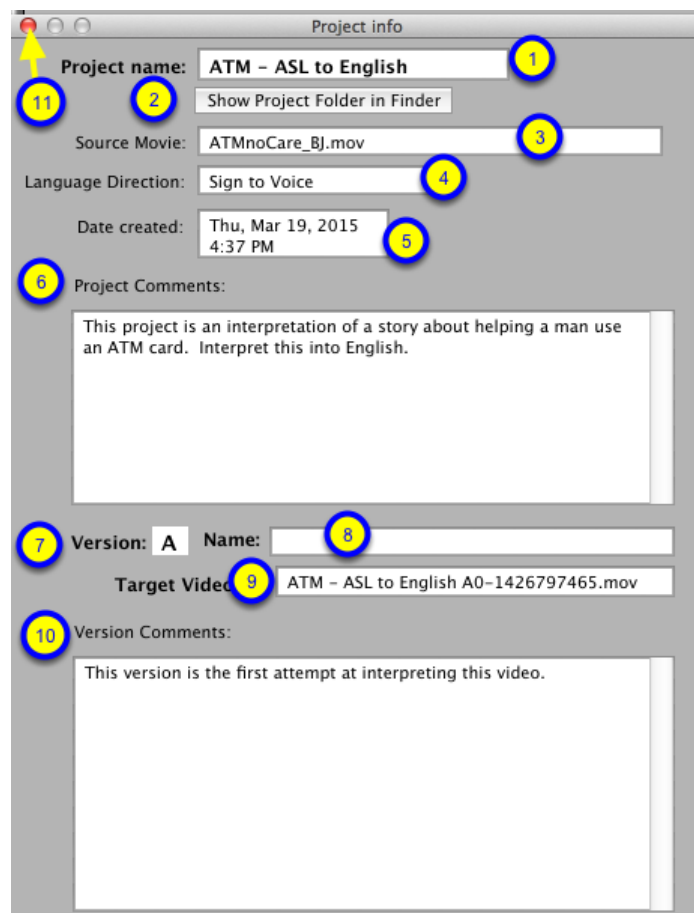 Project info
Project name: ATM – ASL to English 1
11 2 Show Project Folder in Finder
Source Movie: ATMnoCare_BJ.mov 3
Language Direction: Sign to Voice 4
Date created: Thu, Mar 19, 2015
4:37 PM 5
6 Project Comments:
This project is an interpretation of a story about helping a man use
an ATM card.  Interpret this into English.
7 Version: A Name: 8
Target Video 9 ATM – ASL to English A0-1426797465.mov
10 Version Comments:
This version is the first attempt at interpreting this video.